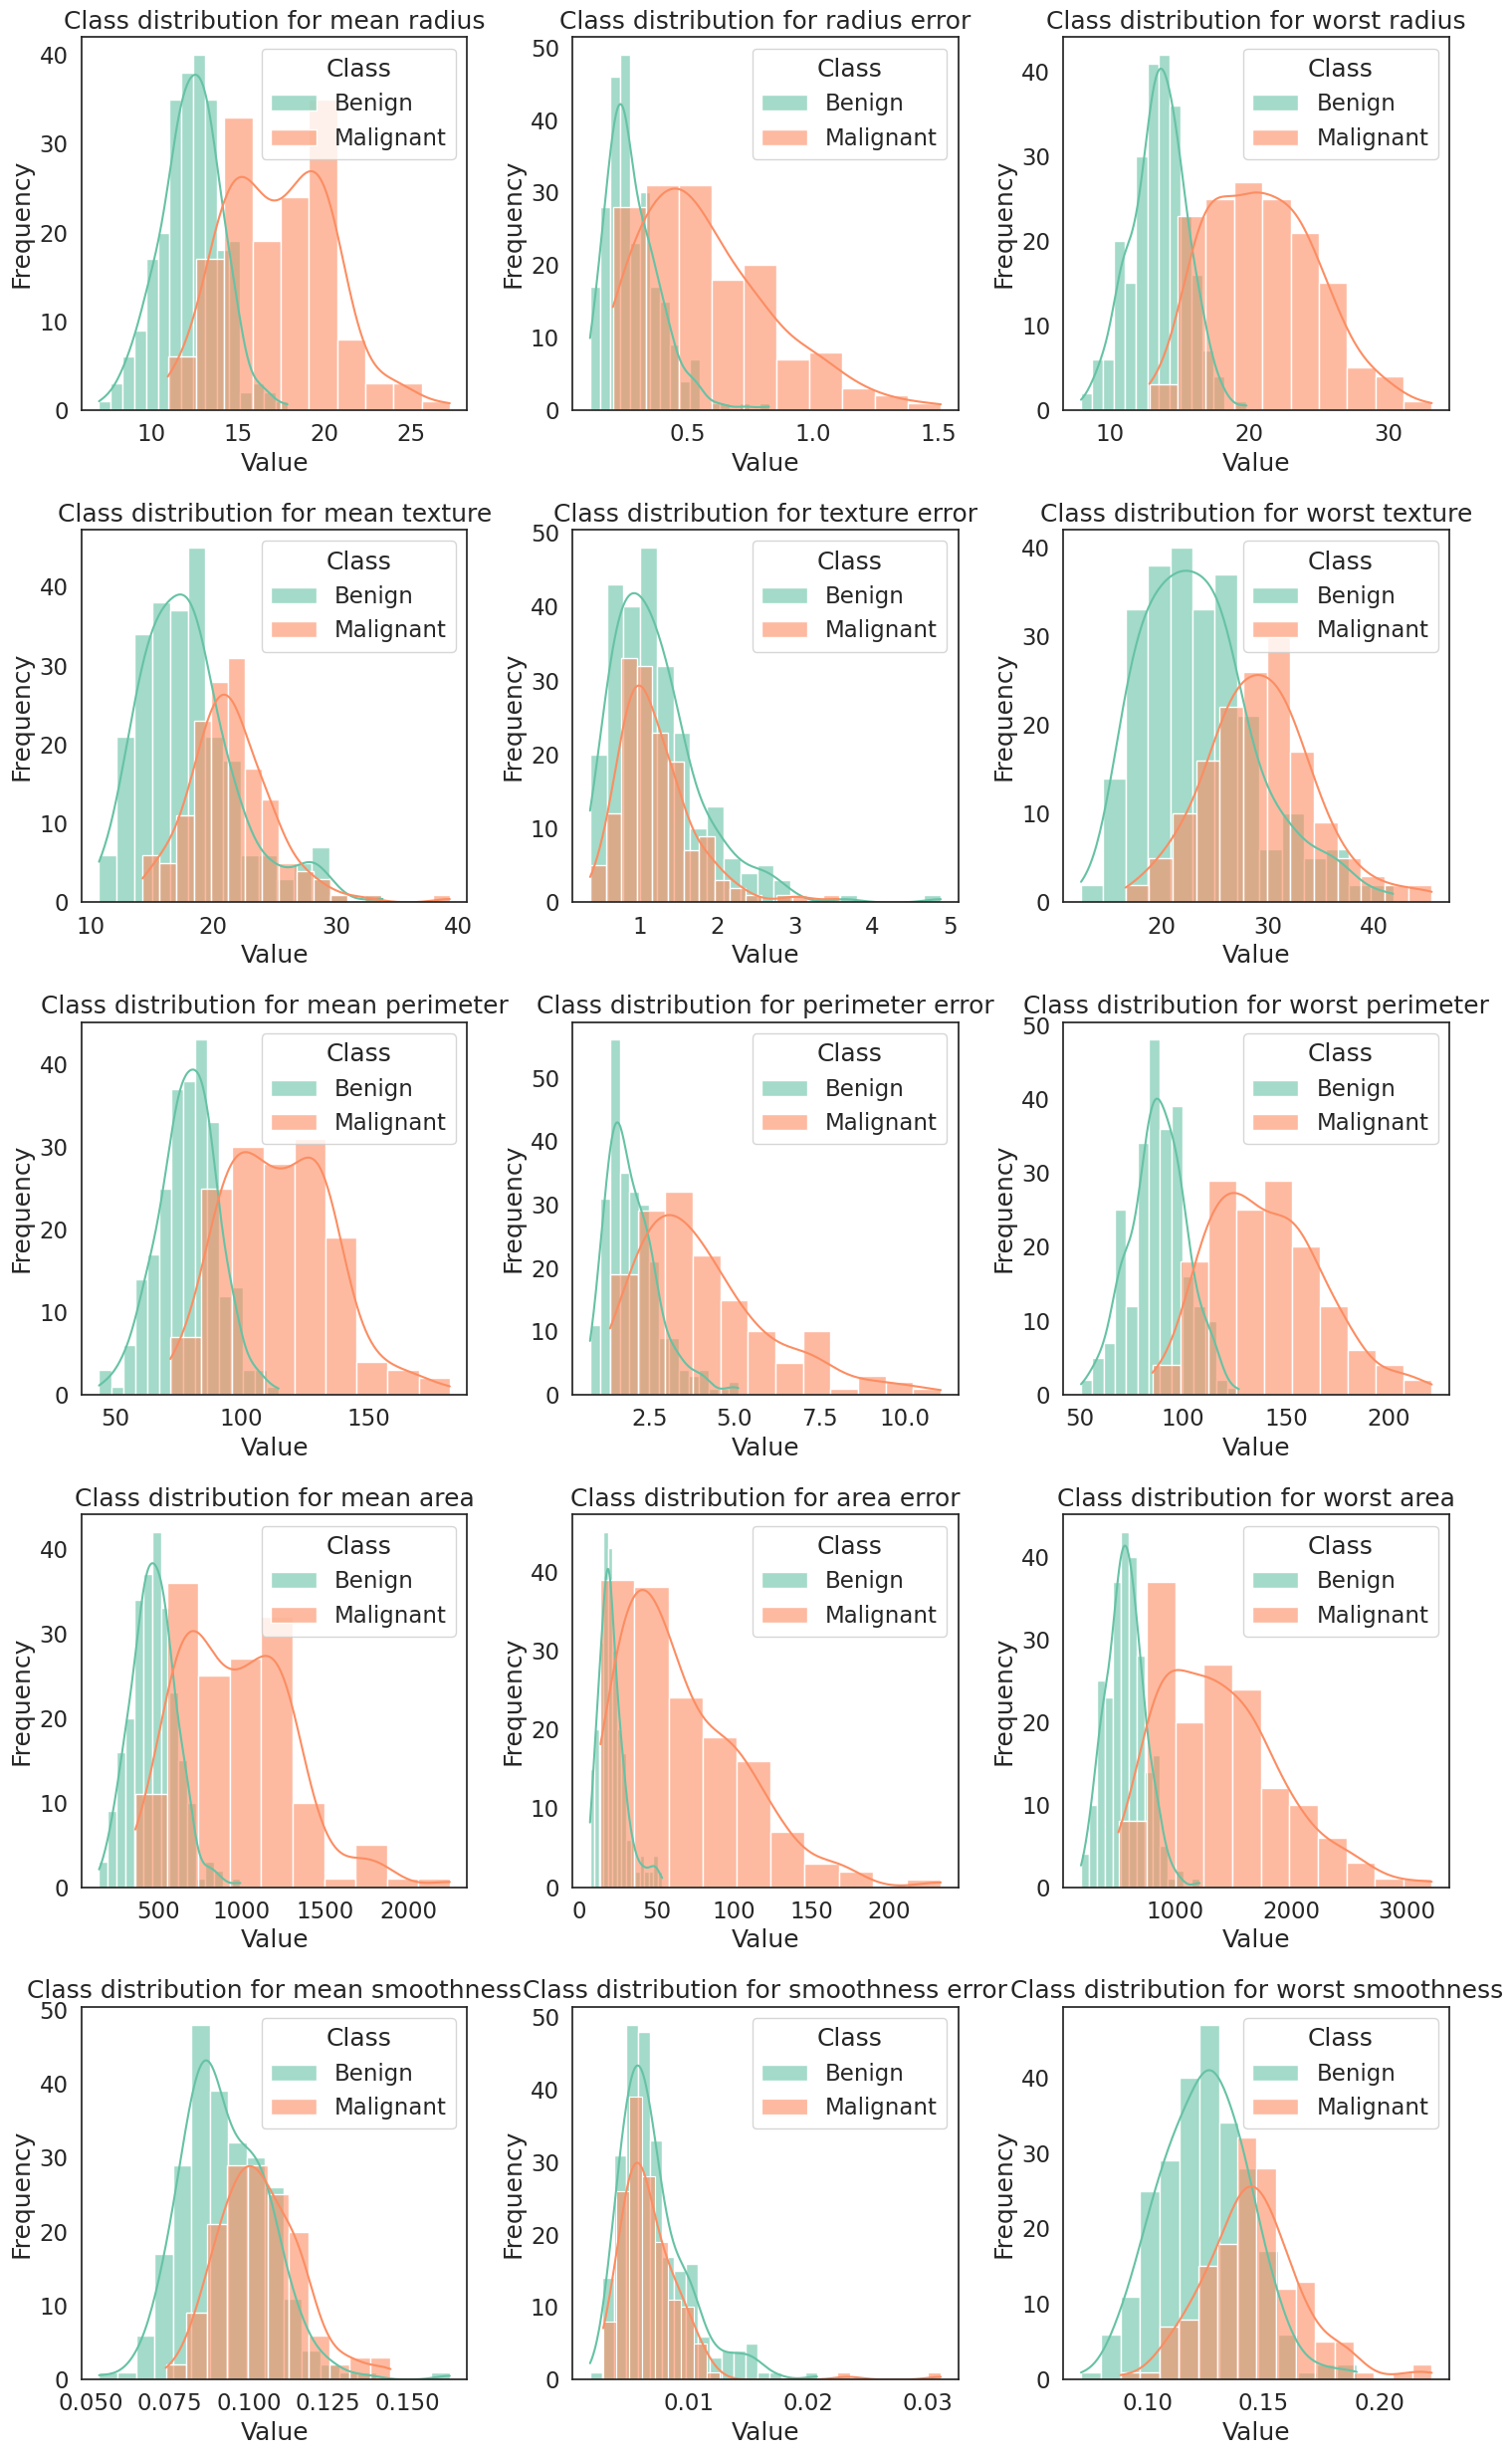 Class distribution for mean radius
40
30
20
10
0
Frequency
Class
Benign
Malignant
10 15 20 25
Value
Class distribution for radius error
50
40
30
20
10
0
Frequency
Class
Benign
Malignant
0.5 1.0 1.5
Value
Class distribution for worst radius
40
30
20
10
0
Frequency
Class
Benign
Malignant
10 20 30
Value
Class distribution for mean texture
40
30
20
10
0
Frequency
Class
Benign
Malignant
10 20 30 40
Value
Class distribution for texture error
50
40
30
20
10
0
Frequency
Class
Benign
Malignant
1 2 3 4 5
Value
Class distribution for worst texture
40
30
20
10
0
Frequency
Class
Benign
Malignant
20 30 40
Value
Class distribution for mean perimeter
40
30
20
10
0
Frequency
Class
Benign
Malignant
50 100 150
Value
Class distribution for perimeter error
50
40
30
20
10
0
Frequency
Class
Benign
Malignant
2.5 5.0 7.5 10.0
Value
Class distribution for worst perimeter
50
40
30
20
10
0
Frequency
Class
Benign
Malignant
50 100 150 200
Value
Class distribution for mean area
40
30
20
10
0
Frequency
Class
Benign
Malignant
500 1000 1500 2000
Value
Class distribution for area error
40
30
20
10
0
Frequency
Class
Benign
Malignant
0 50 100 150 200
Value
Class distribution for worst area
40
30
20
10
0
Frequency
Class
Benign
Malignant
1000 2000 3000
Value
Class distribution for mean smoothness
50
40
30
20
10
0
Frequency
Class
Benign
Malignant
0.050 0.075 0.100 0.125 0.150
Value
Class distribution for smoothness error
50
40
30
20
10
0
Frequency
Class
Benign
Malignant
0.01 0.02 0.03
Value
Class distribution for worst smoothness
40
30
20
10
0
Frequency
Class
Benign
Malignant
0.10 0.15 0.20
Value